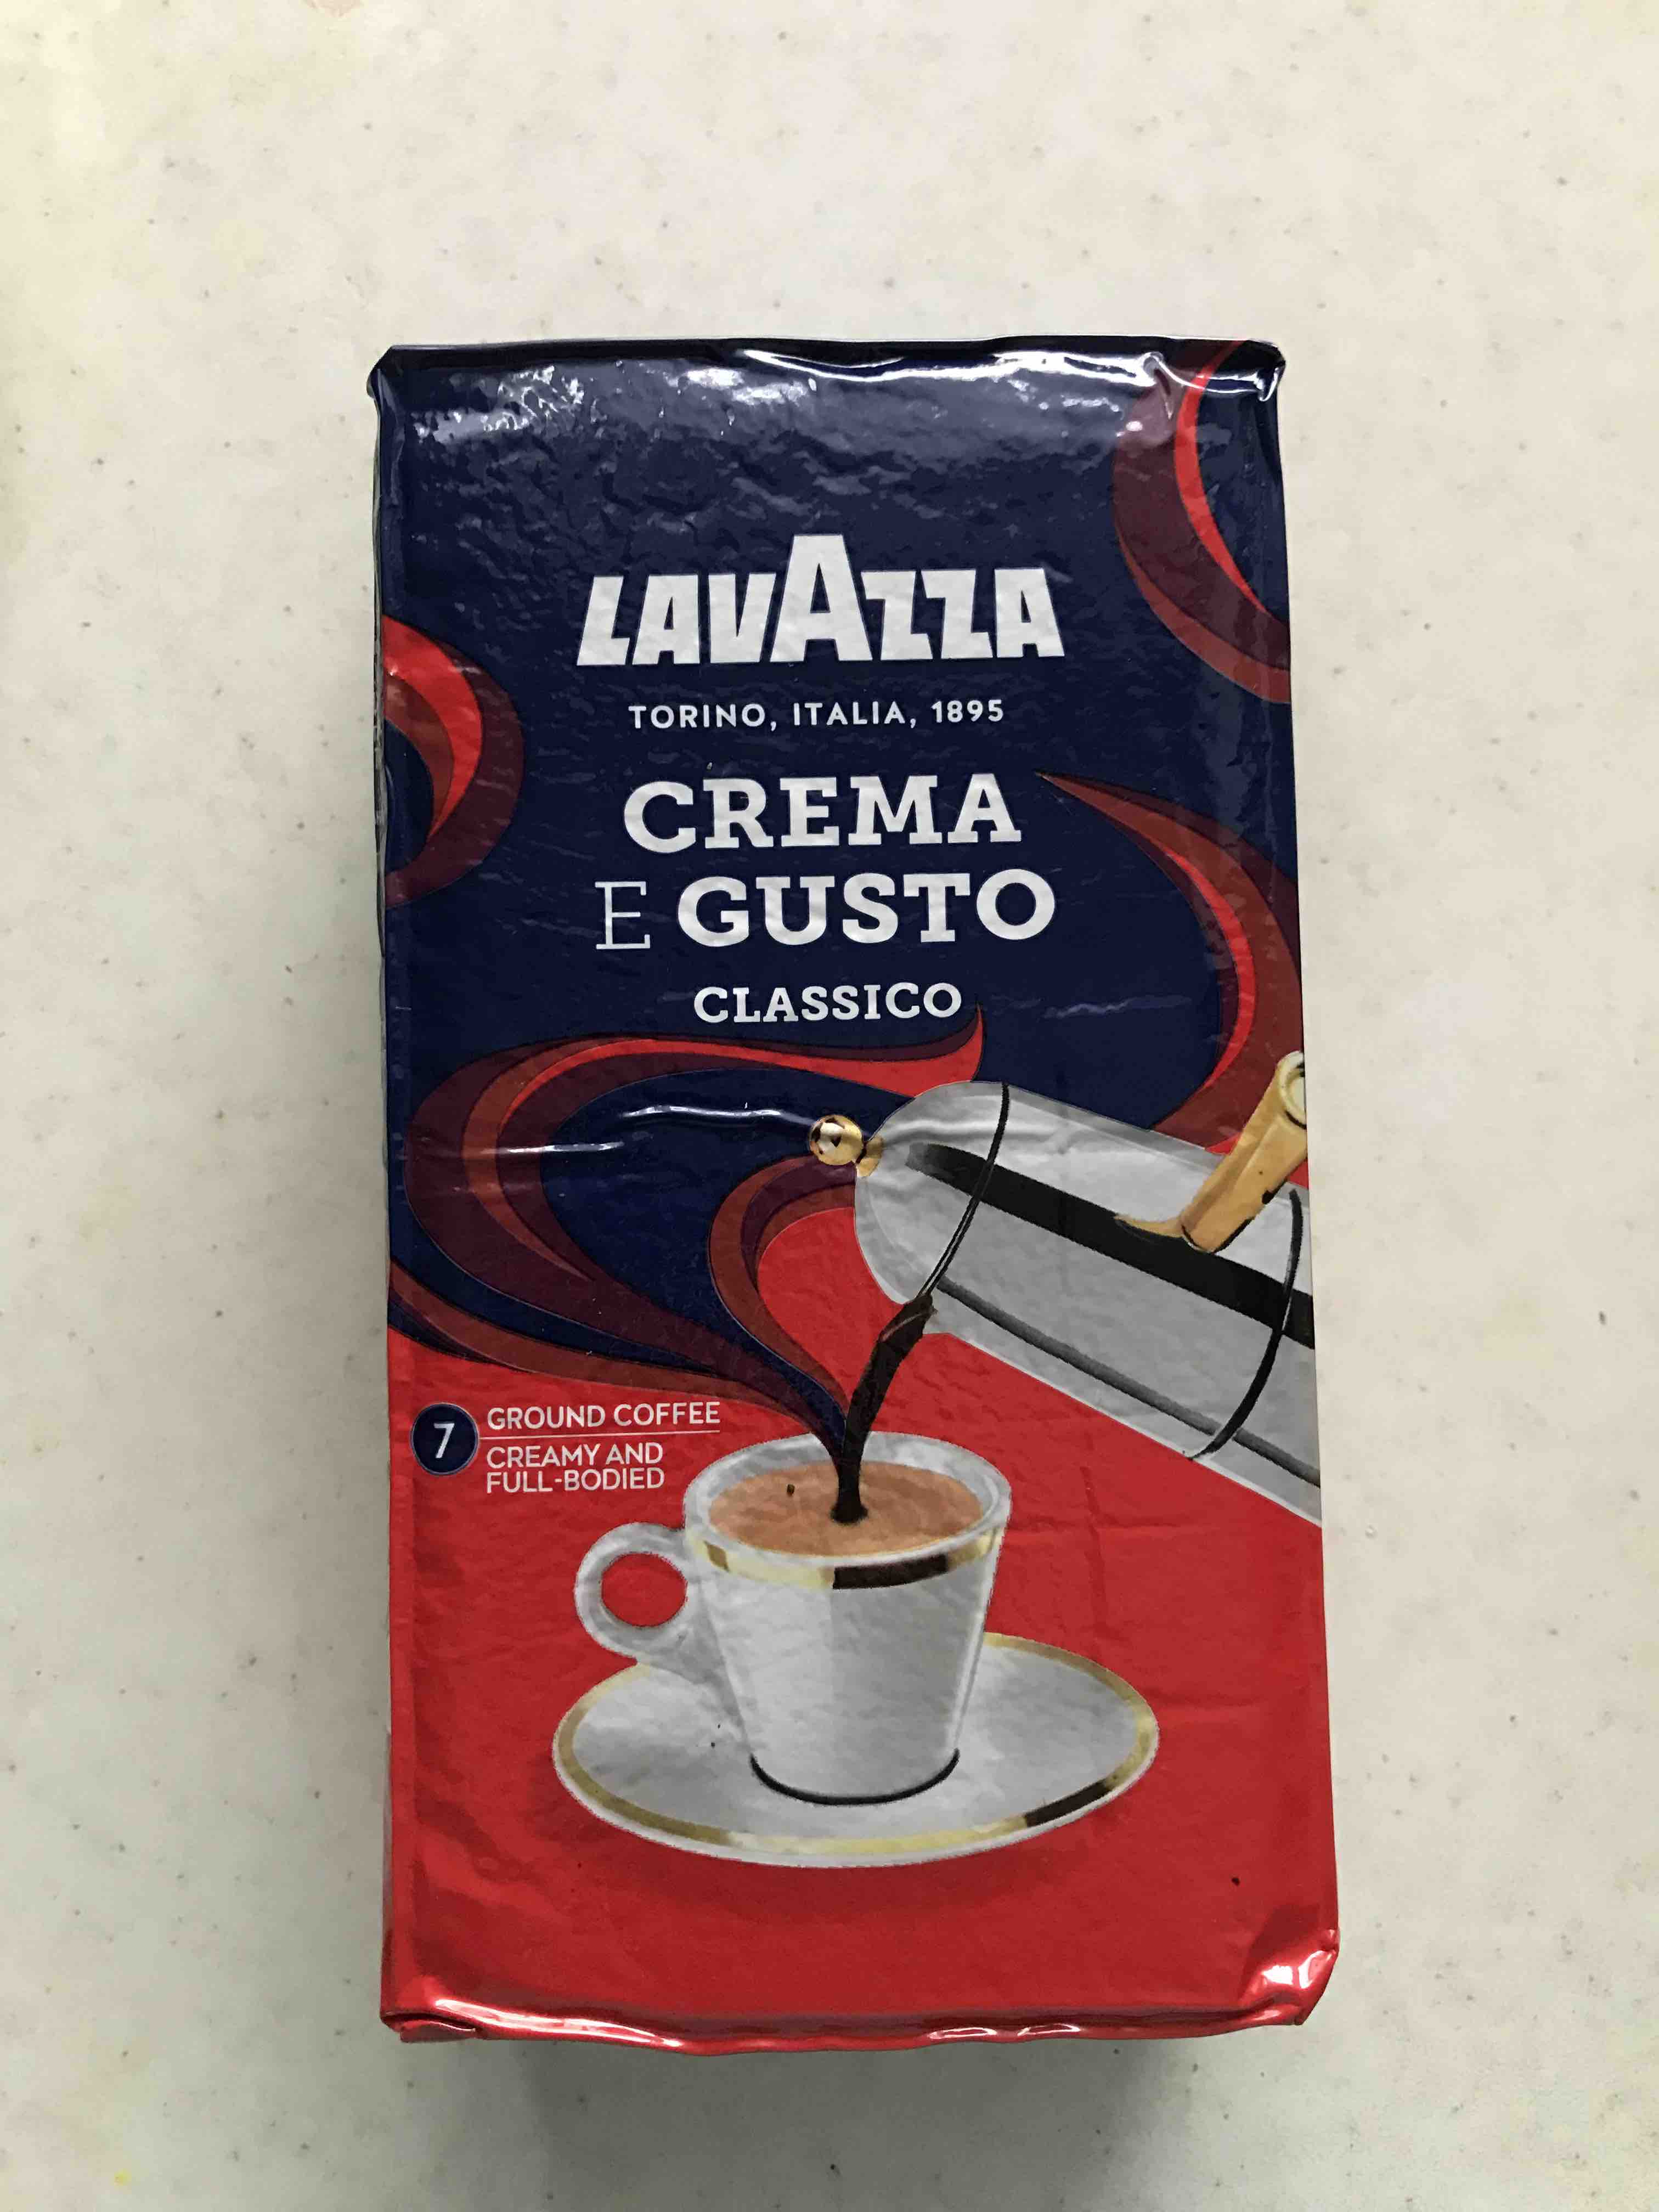 LAVAZZA
TORINO, ITALIA, 1895
CREMA
E GUSTO
CLASSICO
7
GROUND COFFEE
CREAMY AND
FULL-BODIED